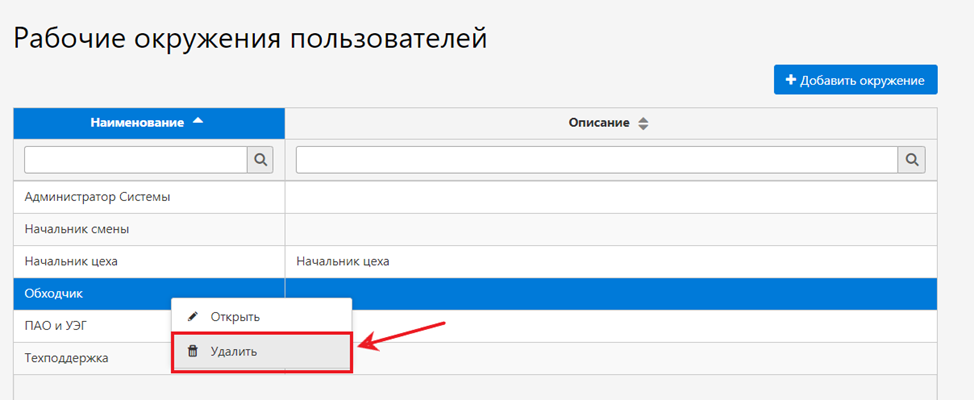 Рабочие окружения пользователей
Добавить окружение
Наименование Описание
Администратор Системы
Начальник смены
Начальник цеха Начальник цеха
Обходчик
Открыть
ПАО и УЭГ
Удалить
Техподдержка